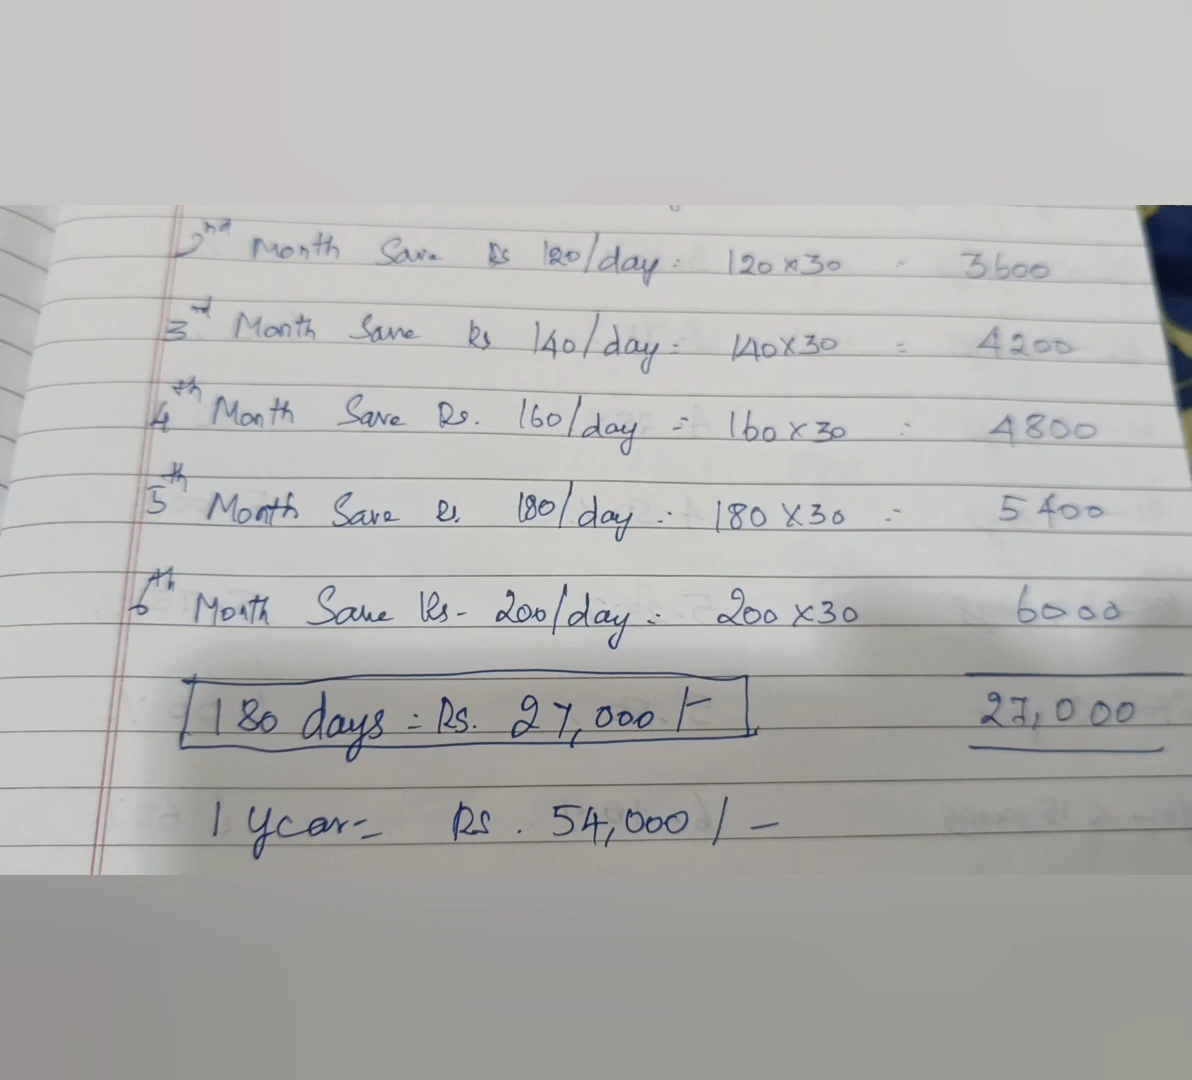 2nd Month Save Rs 120/day = 120 x 30 = 3600
3rd Month Save Rs 140/day = 140 X 30 = 4200
4th Month Save Rs. 160/day = 160 x 30 = 4800
5th Month Save Rs. 180/day = 180 X 30 = 5400
6th Month Save Rs- 200/day = 200 x 30 6000
180 days = Rs. 27,000/- 27,000
1 year = Rs. 54,000/-